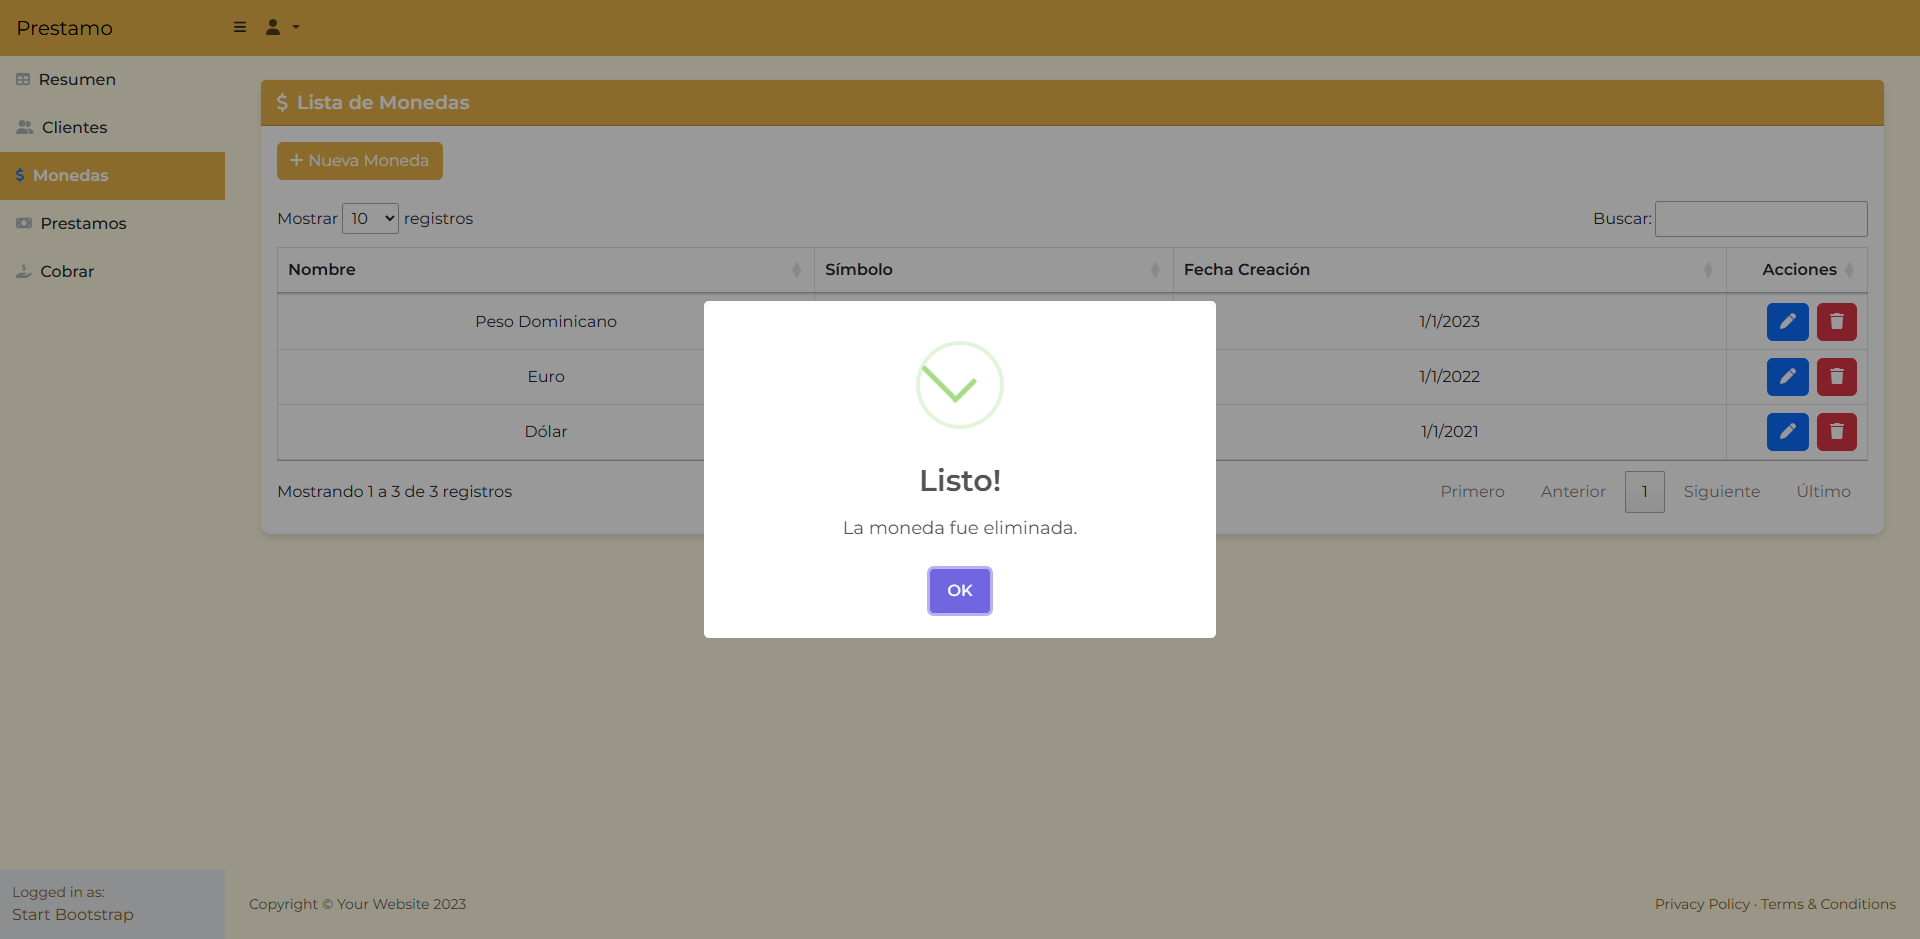 Prestamo
Resumen
Clientes
Monedas
Prestamos
Cobrar
Logged in as:
Start Bootstrap
Lista de Monedas
Nueva Moneda
Mostrar 10 registros
Buscar:
Nombre Símbolo Fecha Creación Acciones
Peso Dominicano 1/1/2023
Euro 1/1/2022
Dólar 1/1/2021
Mostrando 1 a 3 de 3 registros
Primero Anterior 1 Siguiente Último
Listo!
La moneda fue eliminada.
OK
Copyright © Your Website 2023
Privacy Policy · Terms & Conditions